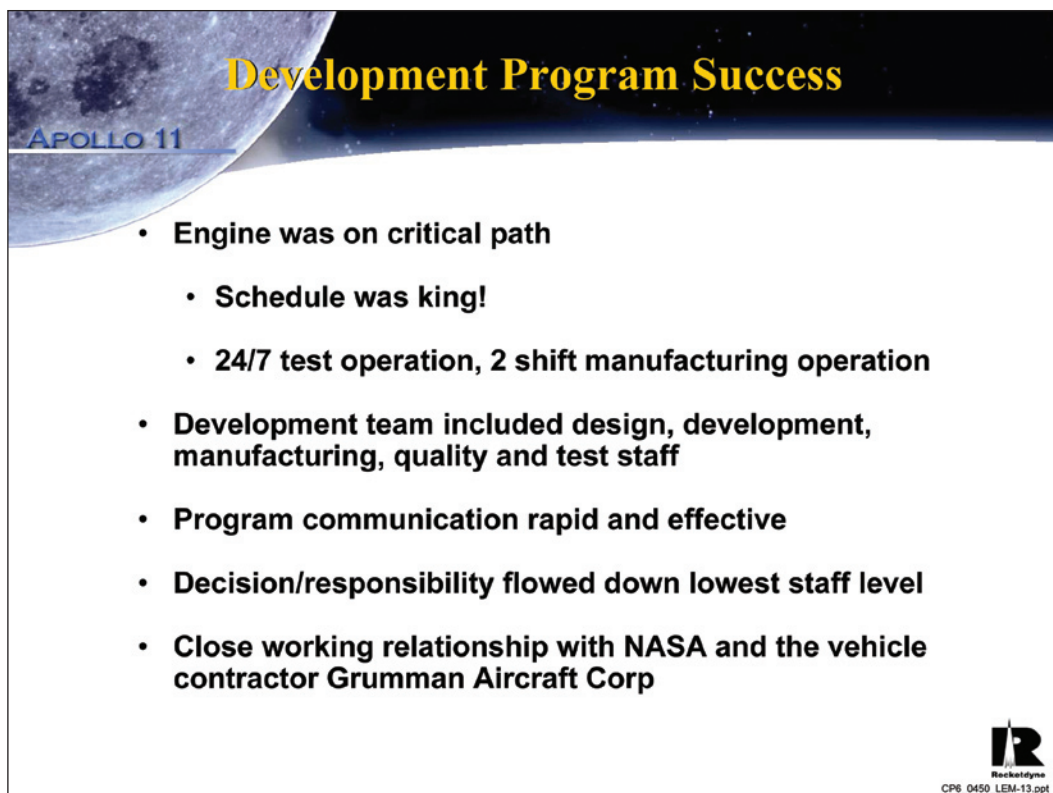 Development Program Success
APOLLO 11
• Engine was on critical path
• Schedule was king!
• 24/7 test operation, 2 shift manufacturing operation
• Development team included design, development,
manufacturing, quality and test staff
• Program communication rapid and effective
• Decision/responsibility flowed down lowest staff level
• Close working relationship with NASA and the vehicle
contractor Grumman Aircraft Corp
R
Rocketdyne
CP6_0450_LEM-13.ppt